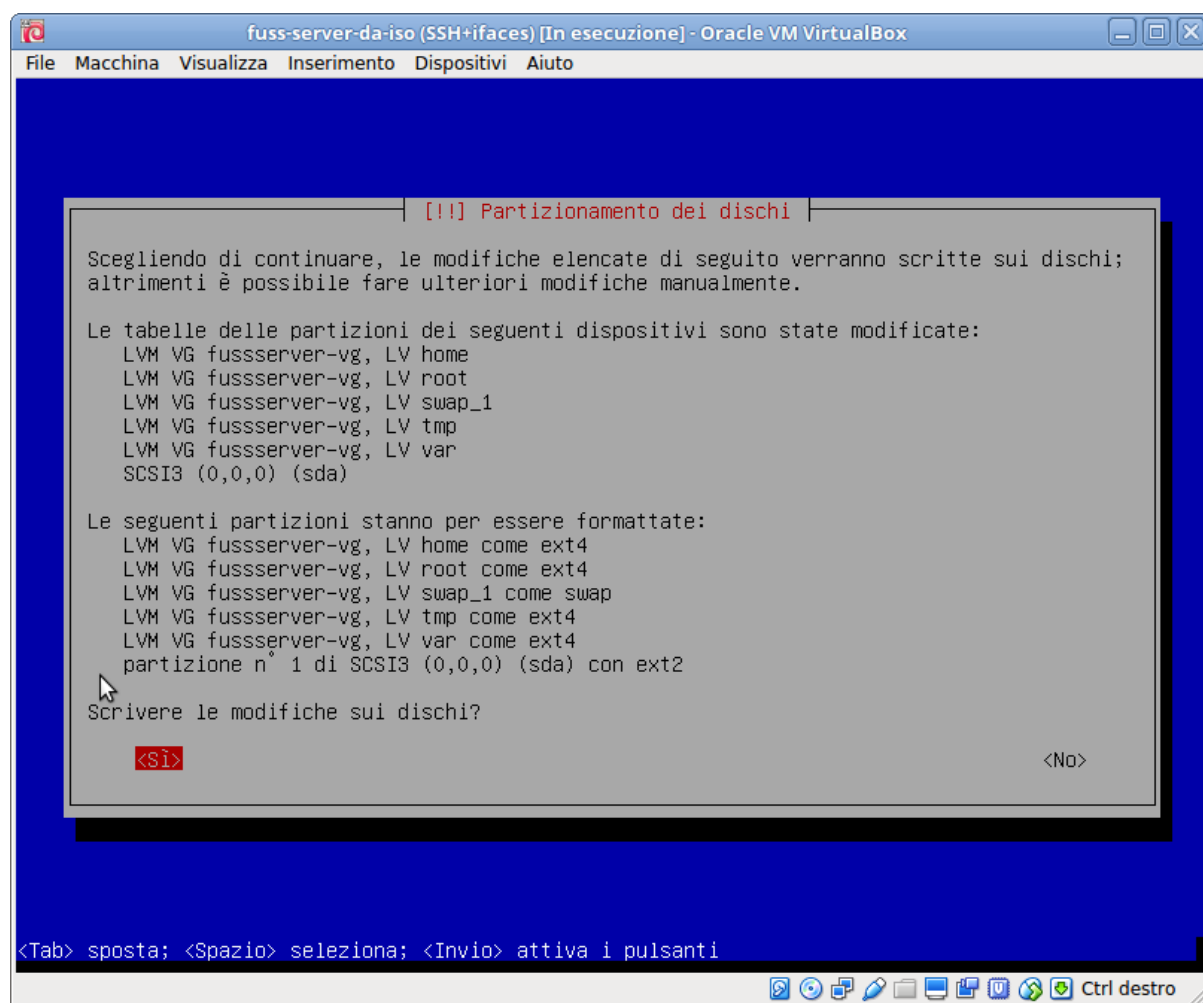 fuss-server-da-iso (SSH+ifaces) [In esecuzione] - Oracle VM VirtualBox
File Macchina Visualizza Inserimento Dispositivi Aiuto
[!!] Partizionamento dei dischi
Scegliendo di continuare, le modifiche elencate di seguito verranno scritte sui dischi;
altrimenti è possibile fare ulteriori modifiche manualmente.
Le tabelle delle partizioni dei seguenti dispositivi sono state modificate:
LVM VG fussserver-vg, LV home
LVM VG fussserver-vg, LV root
LVM VG fussserver-vg, LV swap_1
LVM VG fussserver-vg, LV tmp
LVM VG fussserver-vg, LV var
SCSI3 (0,0,0) (sda)
Le seguenti partizioni stanno per essere formattate:
LVM VG fussserver-vg, LV home come ext4
LVM VG fussserver-vg, LV root come ext4
LVM VG fussserver-vg, LV swap_1 come swap
LVM VG fussserver-vg, LV tmp come ext4
LVM VG fussserver-vg, LV var come ext4
partizione n° 1 di SCSI3 (0,0,0) (sda) con ext2
Scrivere le modifiche sui dischi?
<Sì> <No>
<Tab> sposta; <Spazio> seleziona; <Invio> attiva i pulsanti
Ctrl destro